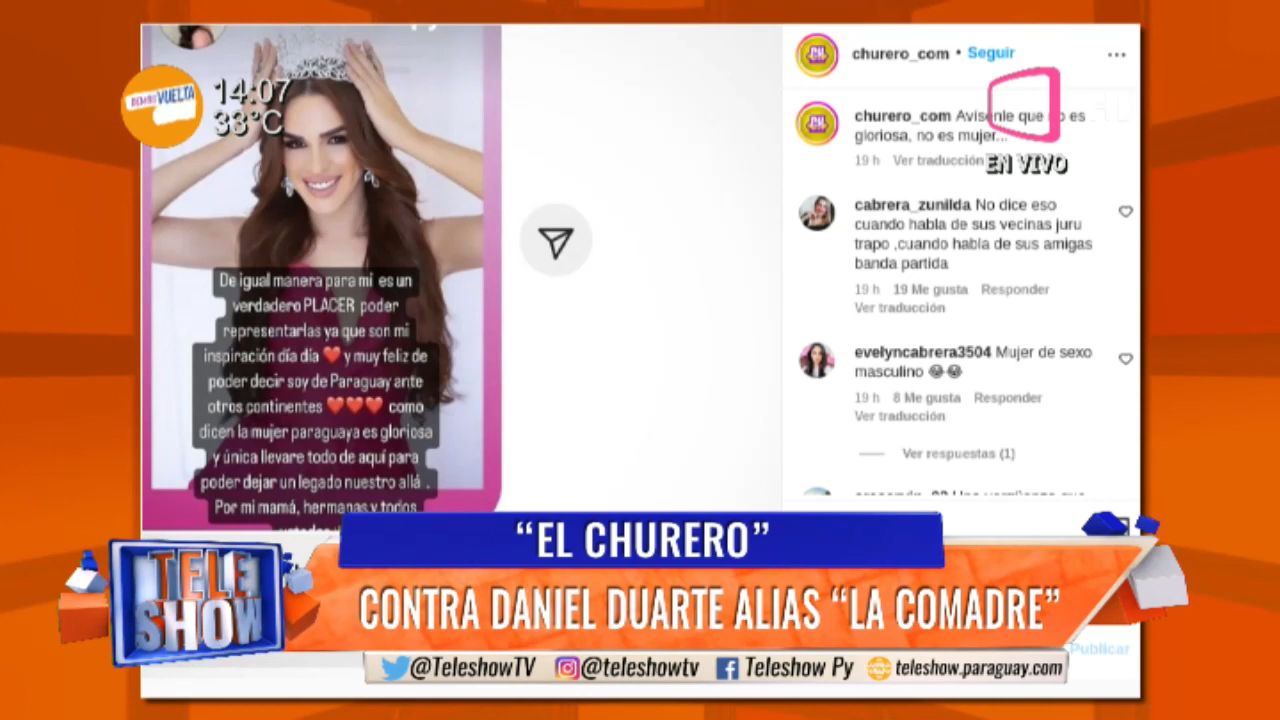 DEMBO VUELTA
14:07
33°C
De igual manera para mi es un
verdadero PLACER poder
representarlas ya que son mi
inspiración día día ❤️ y muy feliz de
poder decir soy de Paraguay ante
otros continentes ❤️❤️❤️ como
dicen la mujer paraguaya es gloriosa
y única llevare todo de aquí para
poder dejar un legado nuestro allá .
Por mi mamá, hermanas y todos
churero_com • Seguir
churero_com Avisenle que no es
gloriosa, no es mujer...
19 h Ver traducción
EN VIVO
cabrera_zunilda No dice eso
cuando habla de sus vecinas juru
trapo ,cuando habla de sus amigas
banda partida
19 h 19 Me gusta Responder
Ver traducción
evelyncabrera3504 Mujer de sexo
masculino 😂😂
19 h 8 Me gusta Responder
Ver traducción
Ver respuestas (1)
"EL CHURERO"
TELE
SHOW
CONTRA DANIEL DUARTE ALIAS "LA COMADRE"
Publicar
@TeleshowTV @teleshowtv Teleshow Py teleshow.paraguay.com